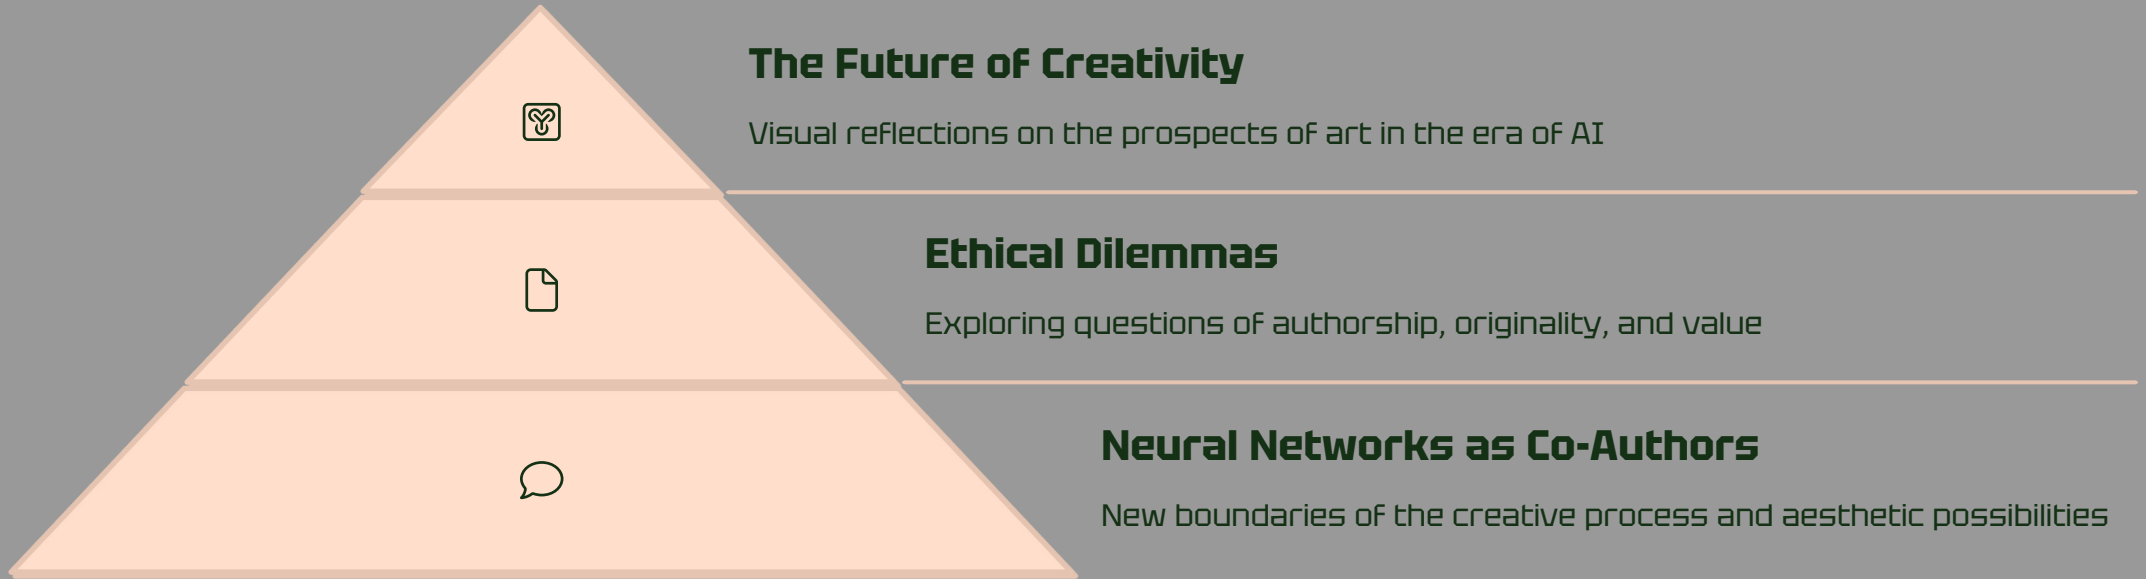 The Future of Creativity
Visual reflections on the prospects of art in the era of AI
Ethical Dilemmas
Exploring questions of authorship, originality, and value
Neural Networks as Co-Authors
New boundaries of the creative process and aesthetic possibilities